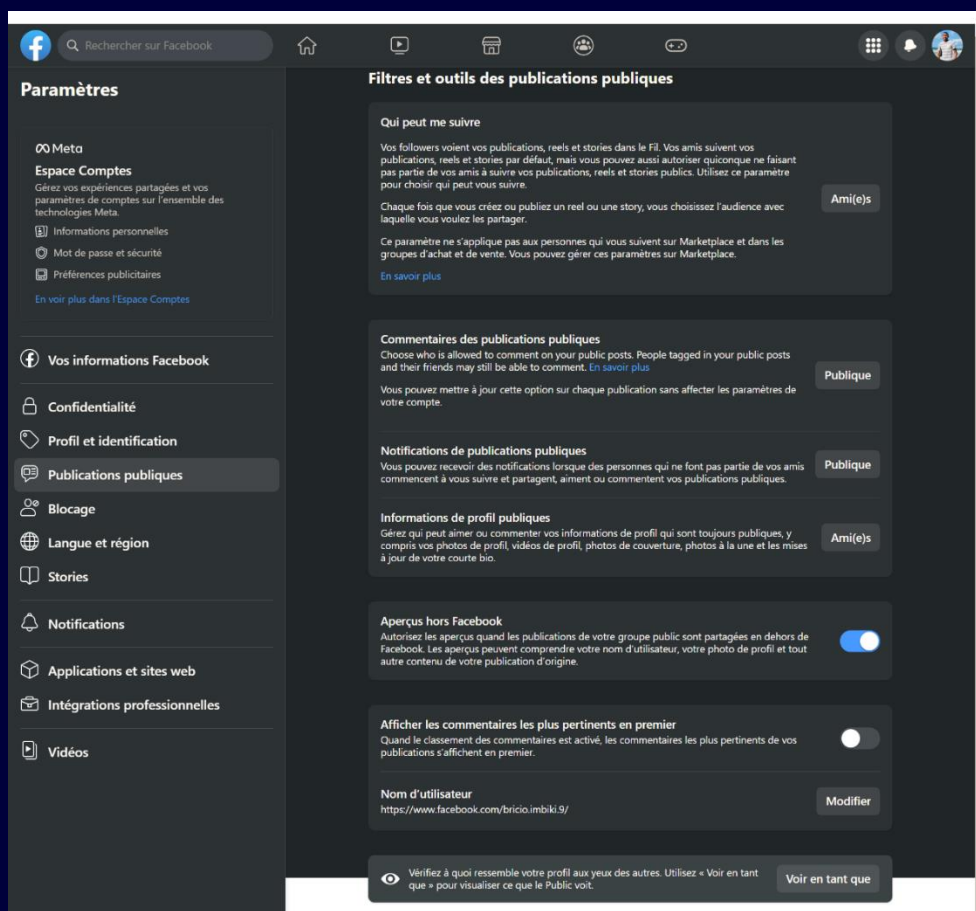 Rechercher sur Facebook
Paramètres
Meta
Espace Comptes
Gérez vos expériences partagées et vos
paramètres de comptes sur l'ensemble des
technologies Meta.
Informations personnelles
Mot de passe et sécurité
Préférences publicitaires
En voir plus dans l'Espace Comptes
Vos informations Facebook
Confidentialité
Profil et identification
Publications publiques
Blocage
Langue et région
Stories
Notifications
Applications et sites web
Intégrations professionnelles
Vidéos
Filtres et outils des publications publiques
Qui peut me suivre
Vos followers voient vos publications, reels et stories dans le Fil. Vos amis suivent vos
publications, reels et stories par défaut, mais vous pouvez aussi autoriser quiconque ne faisant
pas partie de vos amis à suivre vos publications, reels et stories publics. Utilisez ce paramètre
pour choisir qui peut vous suivre.
Chaque fois que vous créez ou publiez un reel ou une story, vous choisissez l'audience avec
laquelle vous voulez les partager.
Ce paramètre ne s'applique pas aux personnes qui vous suivent sur Marketplace et dans les
groupes d'achat et de vente. Vous pouvez gérer ces paramètres sur Marketplace.
En savoir plus
Ami(e)s
Commentaires des publications publiques
Choose who is allowed to comment on your public posts. People tagged in your public posts
and their friends may still be able to comment. En savoir plus
Vous pouvez mettre à jour cette option sur chaque publication sans affecter les paramètres de
votre compte.
Publique
Notifications de publications publiques
Vous pouvez recevoir des notifications lorsque des personnes qui ne font pas partie de vos amis
commencent à vous suivre et partagent, aiment ou commentent vos publications publiques.
Publique
Informations de profil publiques
Gérez qui peut aimer ou commenter vos informations de profil qui sont toujours publiques, y
compris vos photos de profil, vidéos de profil, photos de couverture, photos à la une et les mises
à jour de votre courte bio.
Ami(e)s
Aperçus hors Facebook
Autorisez les aperçus quand les publications de votre groupe public sont partagées en dehors de
Facebook. Les aperçus peuvent comprendre votre nom d'utilisateur, votre photo de profil et tout
autre contenu de votre publication d'origine.
Afficher les commentaires les plus pertinents en premier
Quand le classement des commentaires est activé, les commentaires les plus pertinents de vos
publications s'affichent en premier.
Nom d'utilisateur
https://www.facebook.com/bricio.imbiki.9/
Modifier
Vérifiez à quoi ressemble votre profil aux yeux des autres. Utilisez « Voir en tant
que » pour visualiser ce que le Public voit.
Voir en tant que